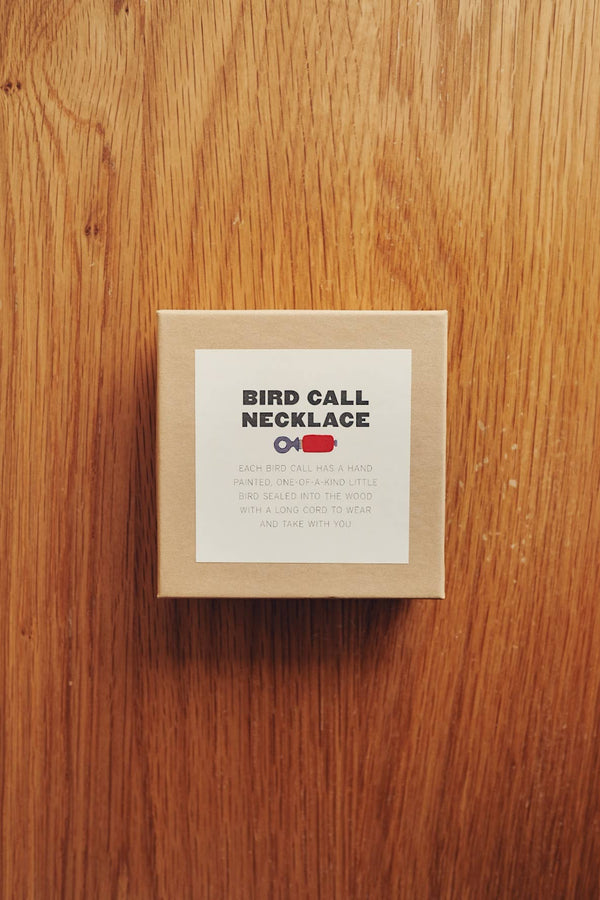 BIRD CALL
NECKLACE
EACH BIRD CALL HAS A HAND
PAINTED, ONE-OF-A-KIND LITTLE
BIRD SEALED INTO THE WOOD
WITH A LONG CORD TO WEAR
AND TAKE WITH YOU